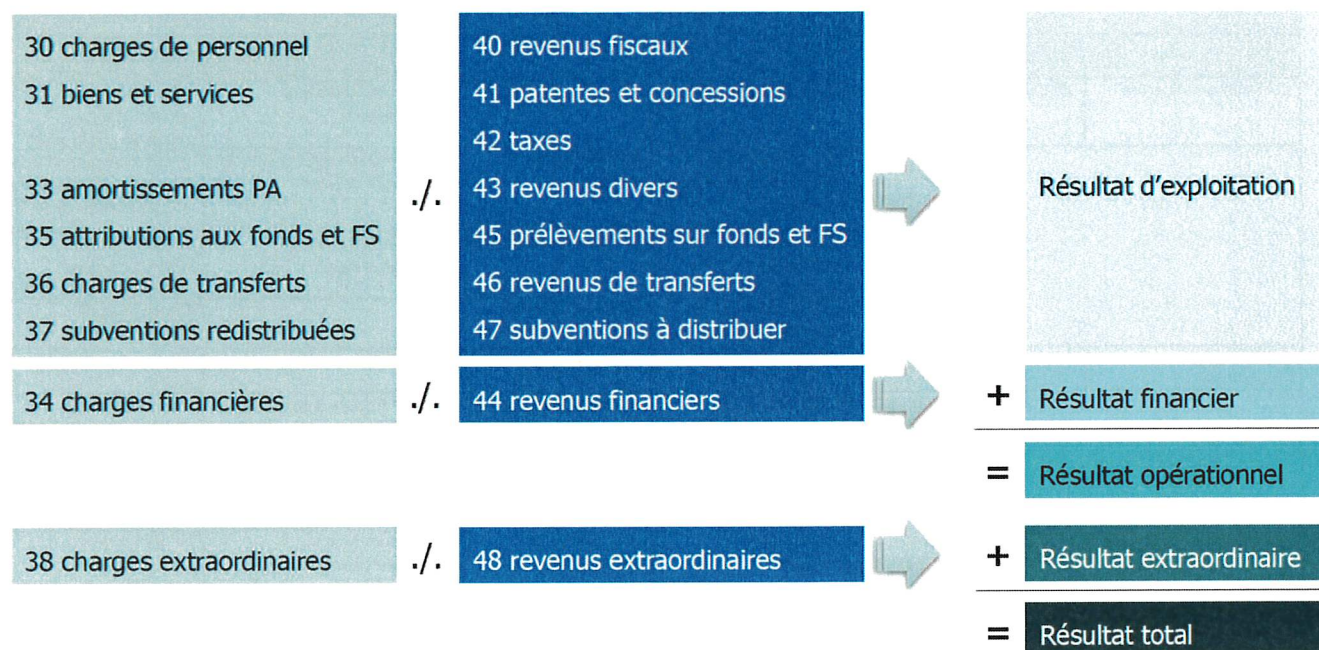 30 charges de personnel
31 biens et services
33 amortissements PA
35 attributions aux fonds et FS
36 charges de transferts
37 subventions redistribuées
./.
40 revenus fiscaux
41 patentes et concessions
42 taxes
43 revenus divers
45 prélèvements sur fonds et FS
46 revenus de transferts
47 subventions à distribuer
Résultat d'exploitation
34 charges financières ./. 44 revenus financiers + Résultat financier
= Résultat opérationnel
38 charges extraordinaires ./. 48 revenus extraordinaires + Résultat extraordinaire
= Résultat total